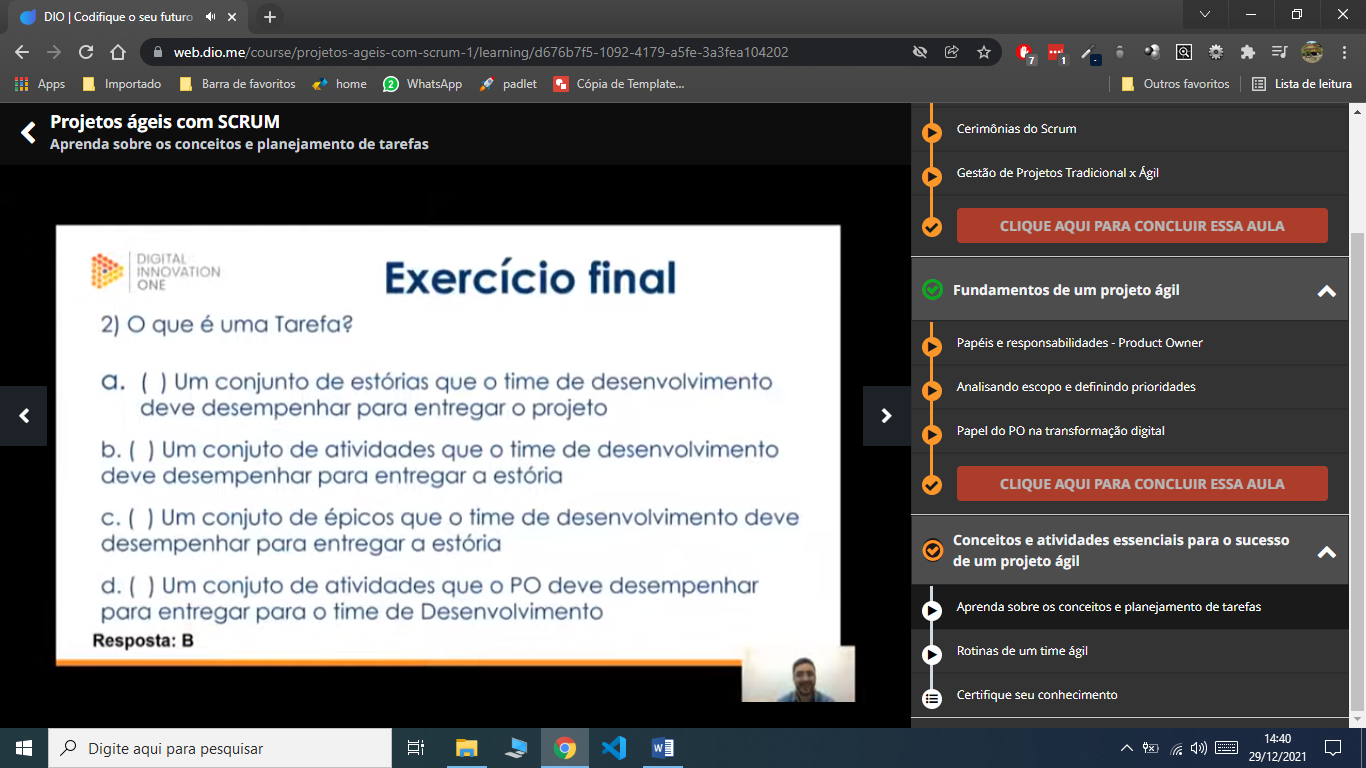 DIO | Codifique o seu futuro
web.dio.me/course/projetos-ageis-com-scrum-1/learning/d676b7f5-1092-4179-a5fe-3a3fea104202
7
1
Apps
Importado
Barra de favoritos
home
2
WhatsApp
padlet
Cópia de Template...
Outros favoritos
Lista de leitura
Projetos ágeis com SCRUM
Aprenda sobre os conceitos e planejamento de tarefas
DIGITAL
INNOVATION
ONE
Exercício final
2) O que é uma Tarefa?
a. ( ) Um conjunto de estórias que o time de desenvolvimento
deve desempenhar para entregar o projeto
b. ( ) Um conjuto de atividades que o time de desenvolvimento
deve desempenhar para entregar a estória
c. ( ) Um conjuto de épicos que o time de desenvolvimento deve
desempenhar para entregar a estória
d. ( ) Um conjuto de atividades que o PO deve desempenhar
para entregar para o time de Desenvolvimento
Resposta: B
Cerimônias do Scrum
Gestão de Projetos Tradicional x Ágil
CLIQUE AQUI PARA CONCLUIR ESSA AULA
Fundamentos de um projeto ágil
Papéis e responsabilidades - Product Owner
Analisando escopo e definindo prioridades
Papel do PO na transformação digital
CLIQUE AQUI PARA CONCLUIR ESSA AULA
Conceitos e atividades essenciais para o sucesso
de um projeto ágil
Aprenda sobre os conceitos e planejamento de tarefas
Rotinas de um time ágil
Certifique seu conhecimento
Digite aqui para pesquisar
14:40
29/12/2021